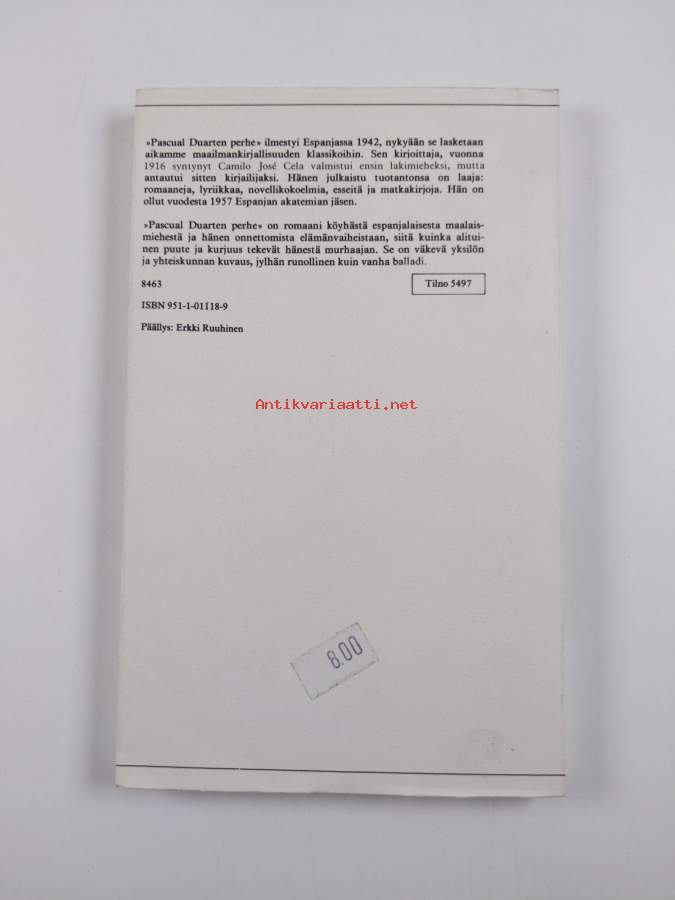 »Pascual Duarten perhe» ilmestyi Espanjassa 1942, nykyään se lasketaan
aikamme maailmankirjallisuuden klassikoihin. Sen kirjoittaja, vuonna
1916 syntynyt Camilo José Cela valmistui ensin lakimieheksi, mutta
antautui sitten kirjailijaksi. Hänen julkaistu tuotantonsa on laaja:
romaaneja, lyriikkaa, novellikokoelmia, esseitä ja matkakirjoja. Hän on
ollut vuodesta 1957 Espanjan akatemian jäsen.
»Pascual Duarten perhe» on romaani köyhästä espanjalaisesta maalais-
miehestä ja hänen onnettomista elämänvaiheistaan, siitä kuinka alitui-
nen puute ja kurjuus tekevät hänestä murhaajan. Se on väkevä yksilön
ja yhteiskunnan kuvaus, jylhän runollinen kuin vanha balladi.
8463
Tilno 5497
ISBN 951-1-01118-9
Päällys: Erkki Ruuhinen
Antikvariaatti.net
8.00